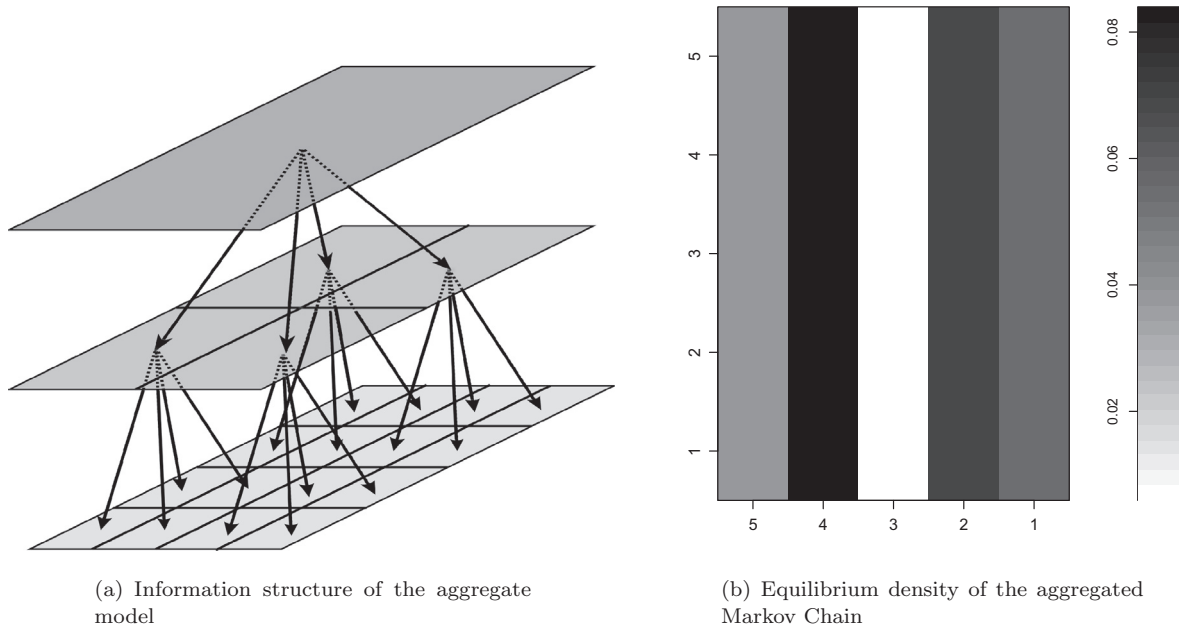 5
4
3
2
1
5 4 3 2 1
0.08
0.06
0.04
0.02
(a) Information structure of the aggregate
model
(b) Equilibrium density of the aggregated
Markov Chain